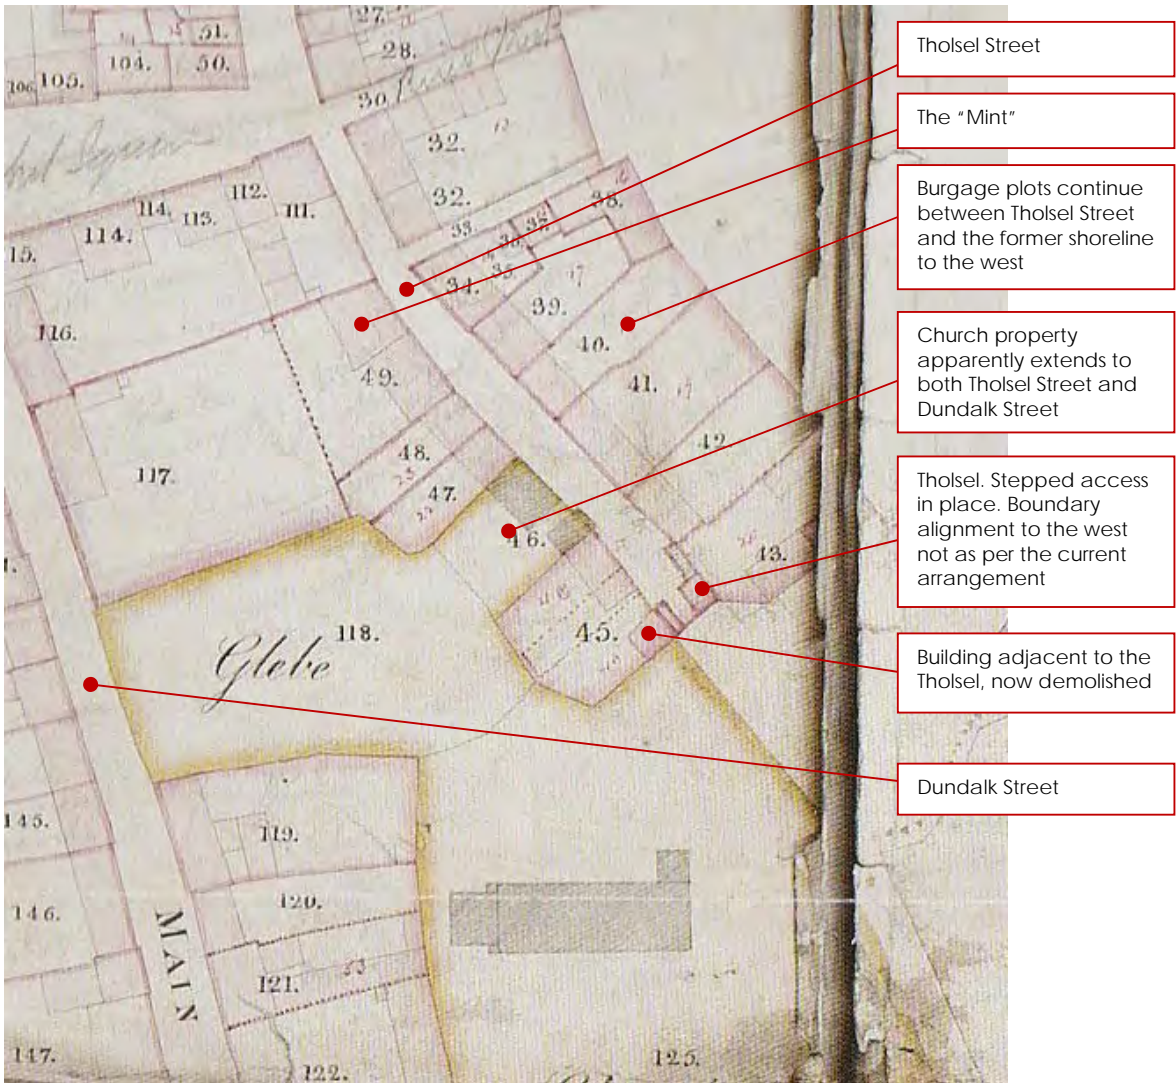 Tholsel Street
The "Mint"
Burgage plots continue
between Tholsel Street
and the former shoreline
to the west
Church property
apparently extends to
both Tholsel Street and
Dundalk Street
Tholsel. Stepped access
in place. Boundary
alignment to the west
not as per the current
arrangement
Building adjacent to the
Tholsel, now demolished
Dundalk Street
27.
51.
104.
50.
105.
106
28.
30
32.
32.
33.
38.
112.
111.
114.
113.
114.
15.
34.
35.
39.
17
116.
40.
49.
41.
17
42.
48.
47.
117.
46.
43.
45.
118.
Glebe
119.
145.
120.
146.
MAIN
121.
147.
122.
125.